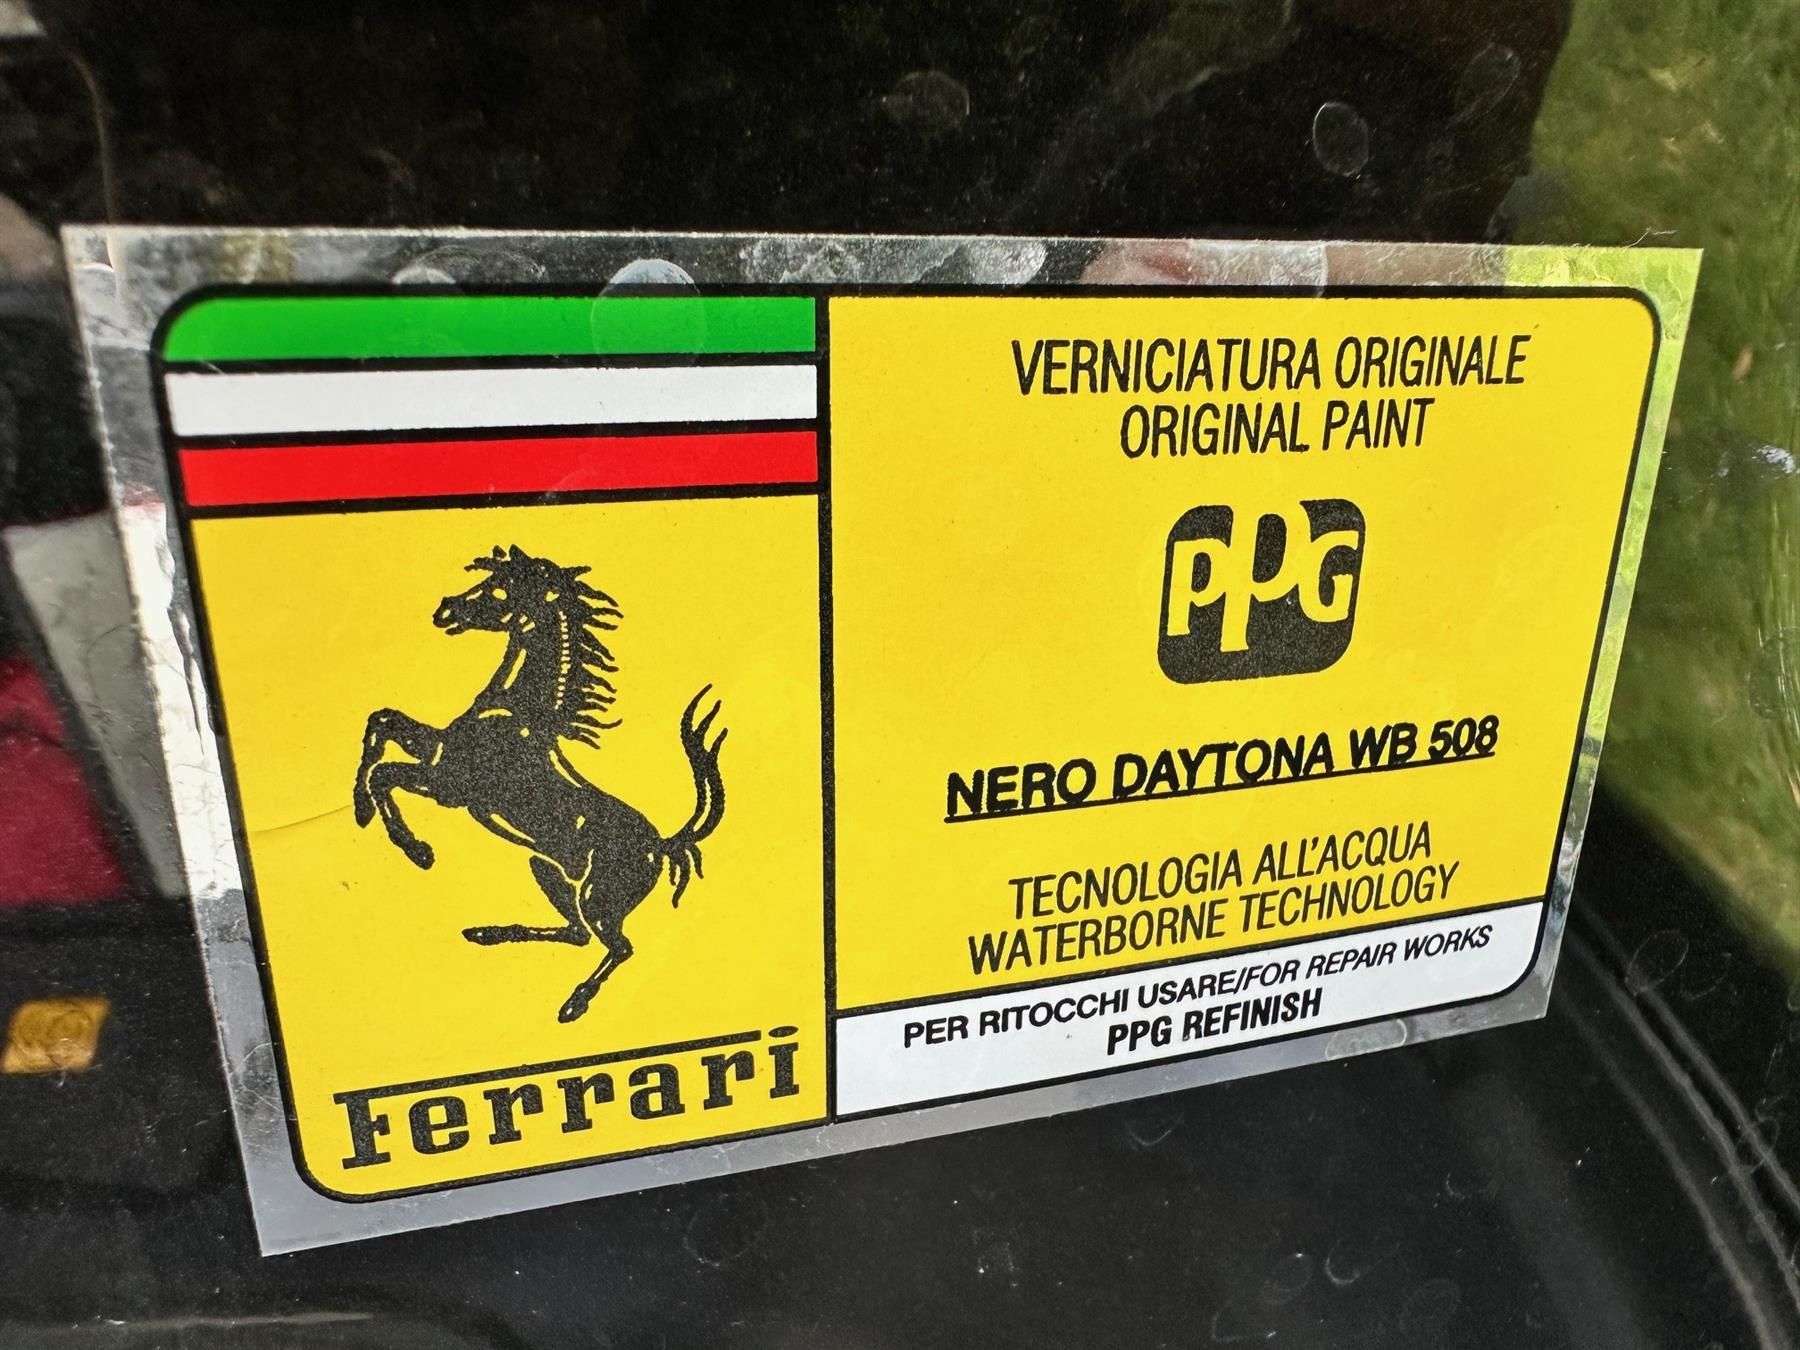 VERNICIATURA ORIGINALE
ORIGINAL PAINT
PPG
NERO DAYTONA WB 508
TECNOLOGIA ALL'ACQUA
WATERBORNE TECHNOLOGY
PER RITOCCHI USARE/FOR REPAIR WORKS
PPG REFINISH
Ferrari